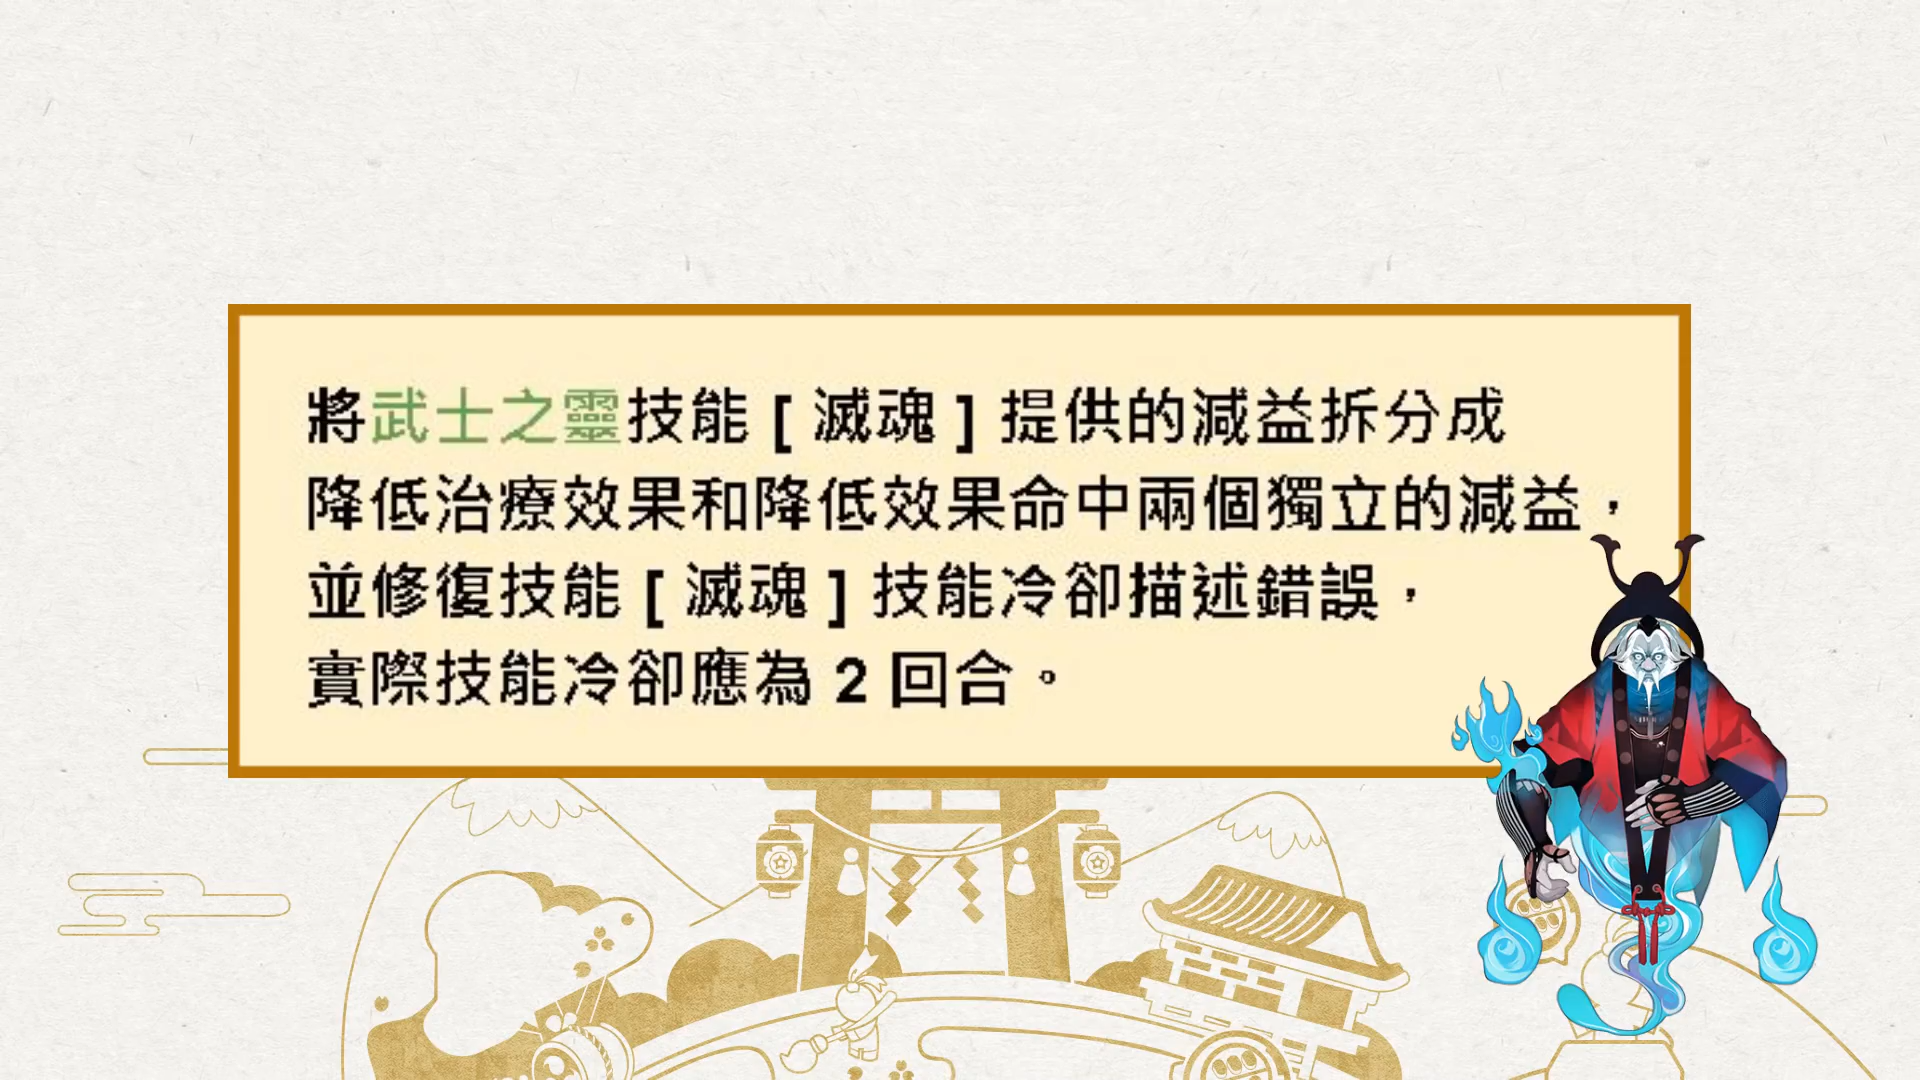 將武士之靈技能 [ 滅魂 ] 提供的減益拆分成
降低治療效果和降低效果命中兩個獨立的減益，
並修復技能 [ 滅魂 ] 技能冷卻描述錯誤，
實際技能冷卻應為 2 回合。